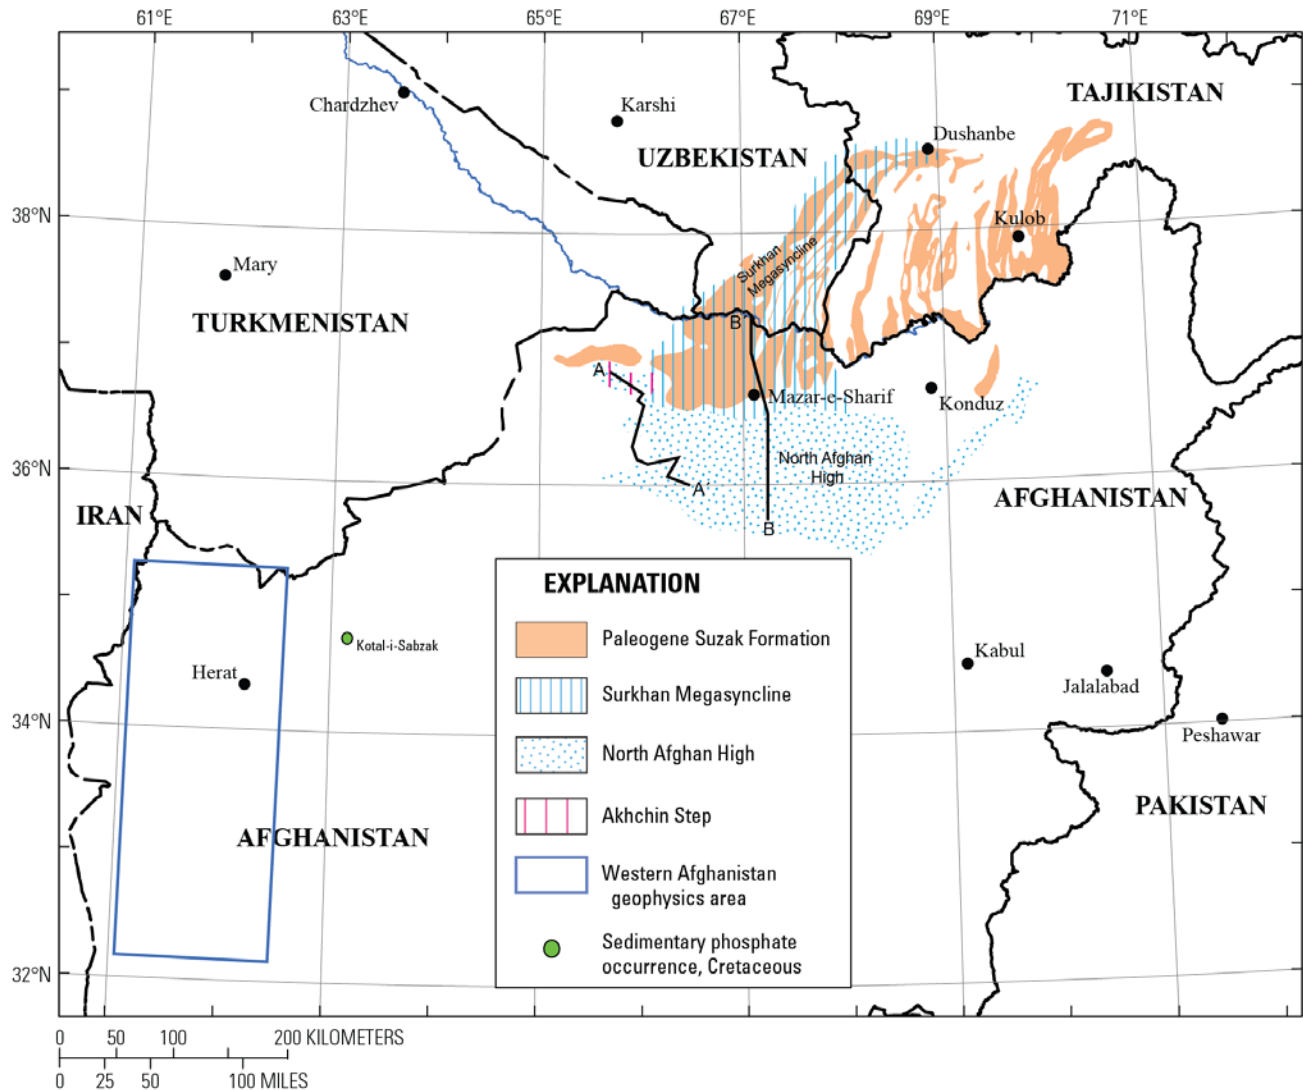 61°E 63°E 65°E 67°E 69°E 71°E
TAJIKISTAN
Chardzhev
Karshi
Dushanbe
UZBEKISTAN
38°N
Kulob
Surkhan
Megasyncline
Mary
TURKMENISTAN
B'
A
Mazar-e-Sharif
Konduz
36°N
North Afghan
High
A'
AFGHANISTAN
IRAN
B
EXPLANATION
Paleogene Suzak Formation
Surkhan Megasyncline
North Afghan High
Akhchin Step
Western Afghanistan
geophysics area
Sedimentary phosphate
occurrence, Cretaceous
Kotal-i-Sabzak
Herat
Kabul
Jalalabad
34°N
Peshawar
PAKISTAN
AFGHANISTAN
32°N
0 50 100 200 KILOMETERS
0 25 50 100 MILES